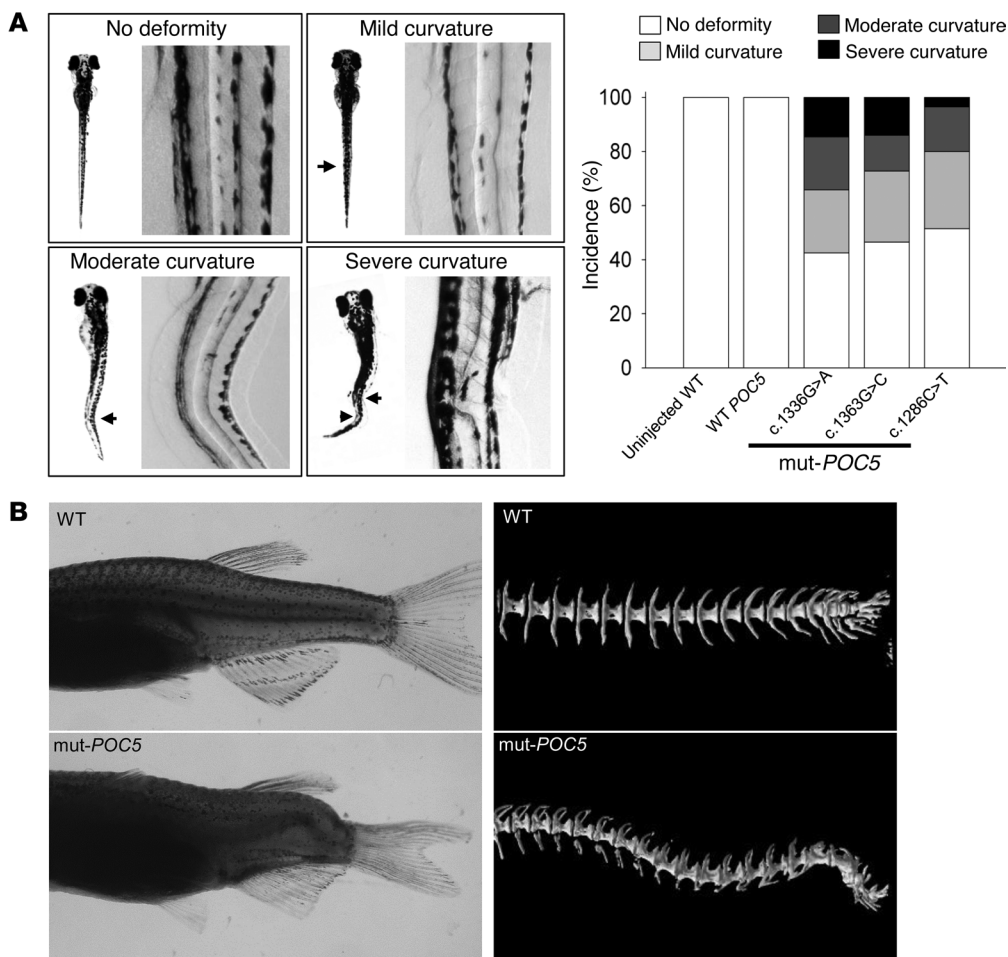 A
No deformity
Mild curvature
Moderate curvature
Severe curvature
No deformity
Mild curvature
Moderate curvature
Severe curvature
Incidence (%)
100
80
60
40
20
0
Uninjected WT
WT POC5
c.1336G>A
c.1363G>C
c.1286C>T
mut-POC5
B
WT
WT
mut-POC5
mut-POC5